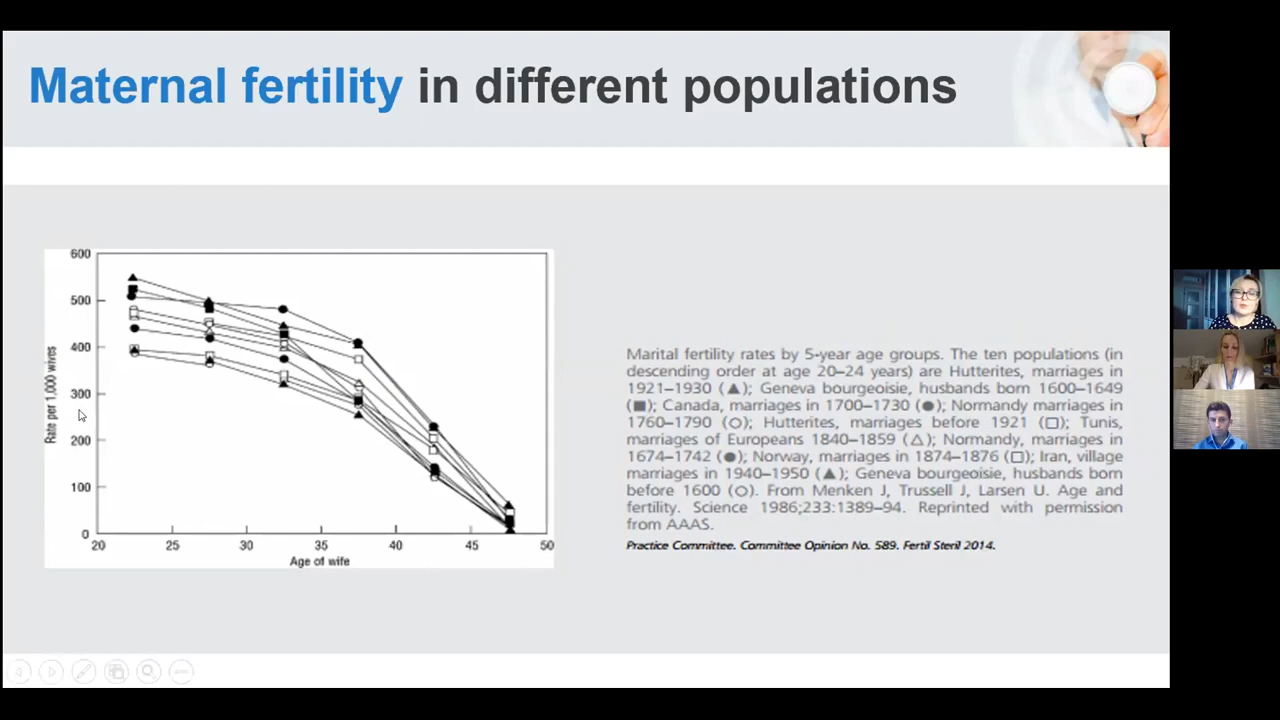 Maternal fertility in different populations
600
500
400
300
200
100
0
Rate per 1,000 wives
20 25 30 35 40 45 50
Age of wife
Marital fertility rates by 5-year age groups. The ten populations (in
descending order at age 20–24 years) are Hutterites, marriages in
1921–1930 (▲); Geneva bourgeoisie, husbands born 1600–1649
(■); Canada, marriages in 1700–1730 (●); Normandy marriages in
1760–1790 (○); Hutterites, marriages before 1921 (□); Tunis,
marriages of Europeans 1840–1859 (△); Normandy, marriages in
1674–1742 (●); Norway, marriages in 1874–1876 (□); Iran, village
marriages in 1940–1950 (▲); Geneva bourgeoisie, husbands born
before 1600 (○). From Menken J, Trussell J, Larsen U. Age and
fertility. Science 1986;233:1389–94. Reprinted with permission
from AAAS.
Practice Committee. Committee Opinion No. 589. Fertil Steril 2014.